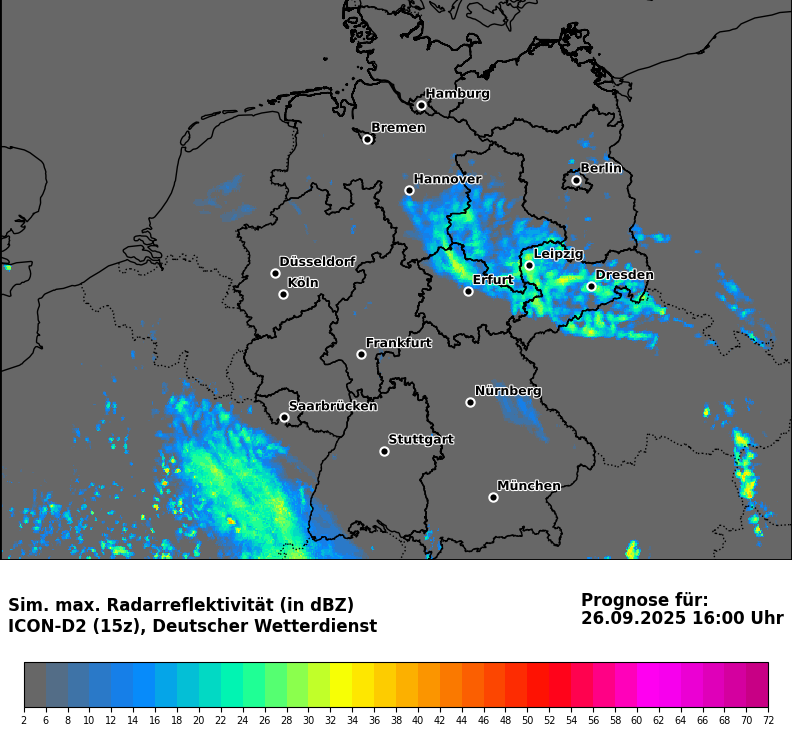 Hamburg
Bremen
Berlin
Hannover
Leipzig
Düsseldorf
Dresden
Erfurt
Köln
Frankfurt
Nürnberg
Saarbrücken
Stuttgart
München
Sim. max. Radarreflektivität (in dBZ)
ICON-D2 (15z), Deutscher Wetterdienst
Prognose für:
26.09.2025 16:00 Uhr
2 6 8 10 12 14 16 18 20 22 24 26 28 30 32 34 36 38 40 42 44 46 48 50 52 54 56 58 60 62 64 66 68 70 72